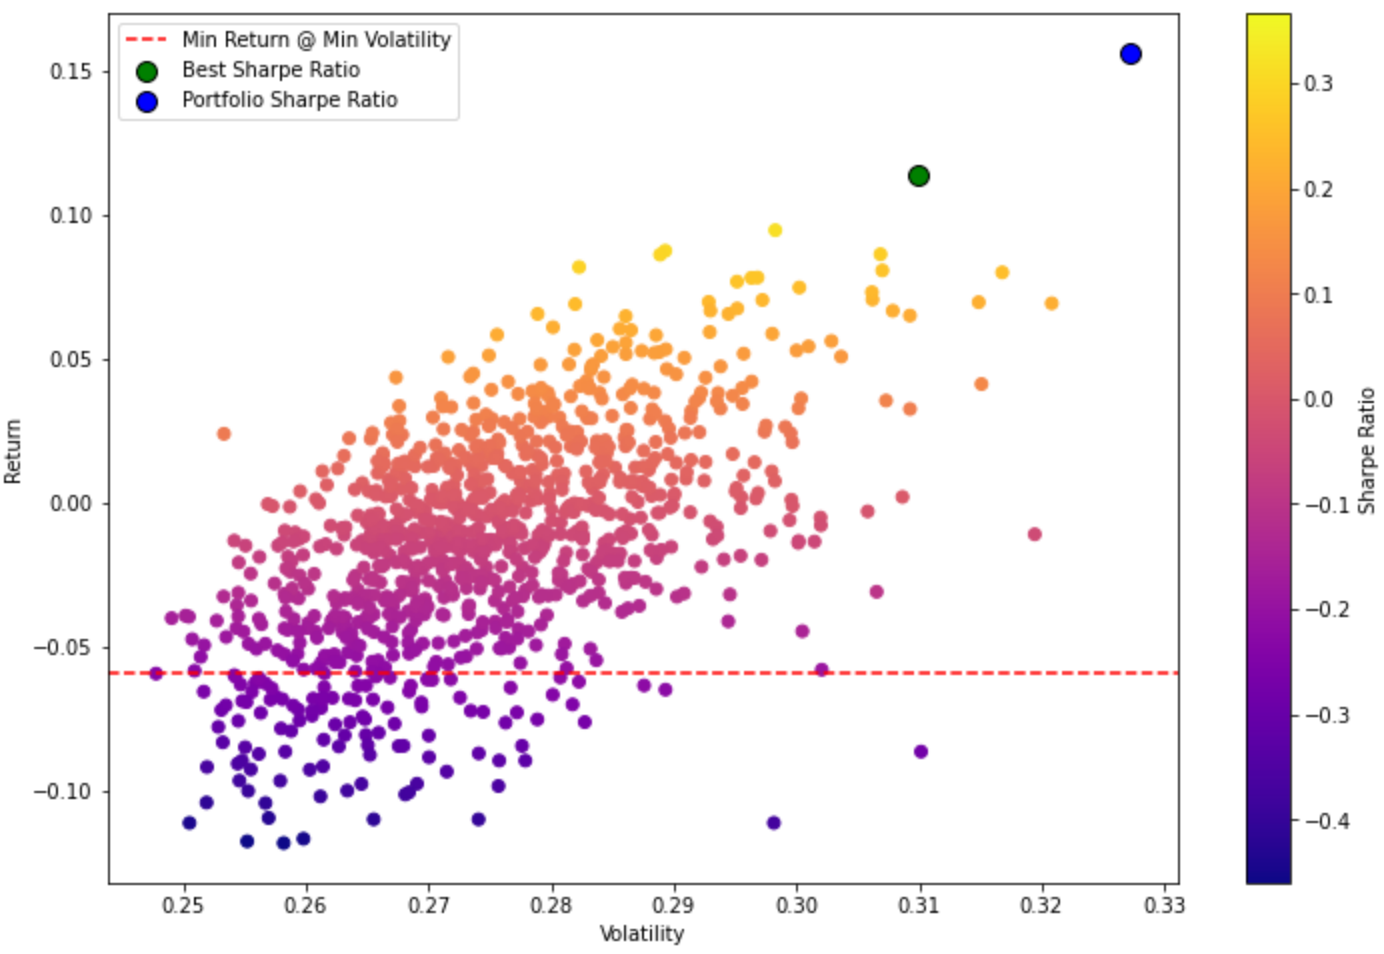 Min Return @ Min Volatility
Best Sharpe Ratio
Portfolio Sharpe Ratio
0.15
0.10
0.05
0.00
−0.05
−0.10
Return
0.25 0.26 0.27 0.28 0.29 0.30 0.31 0.32 0.33
Volatility
0.3
0.2
0.1
0.0
−0.1
−0.2
−0.3
−0.4
Sharpe Ratio